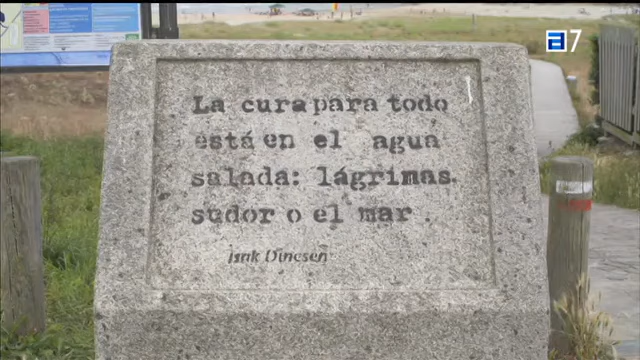 La cura para todo
está en el agua
salada: lágrimas
sudor o el mar.
Isak Dinesen
a7